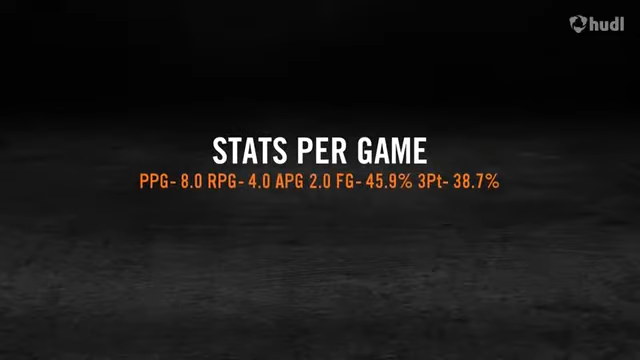 hudl
STATS PER GAME
PPG- 8.0 RPG- 4.0 APG 2.0 FG- 45.9% 3Pt- 38.7%